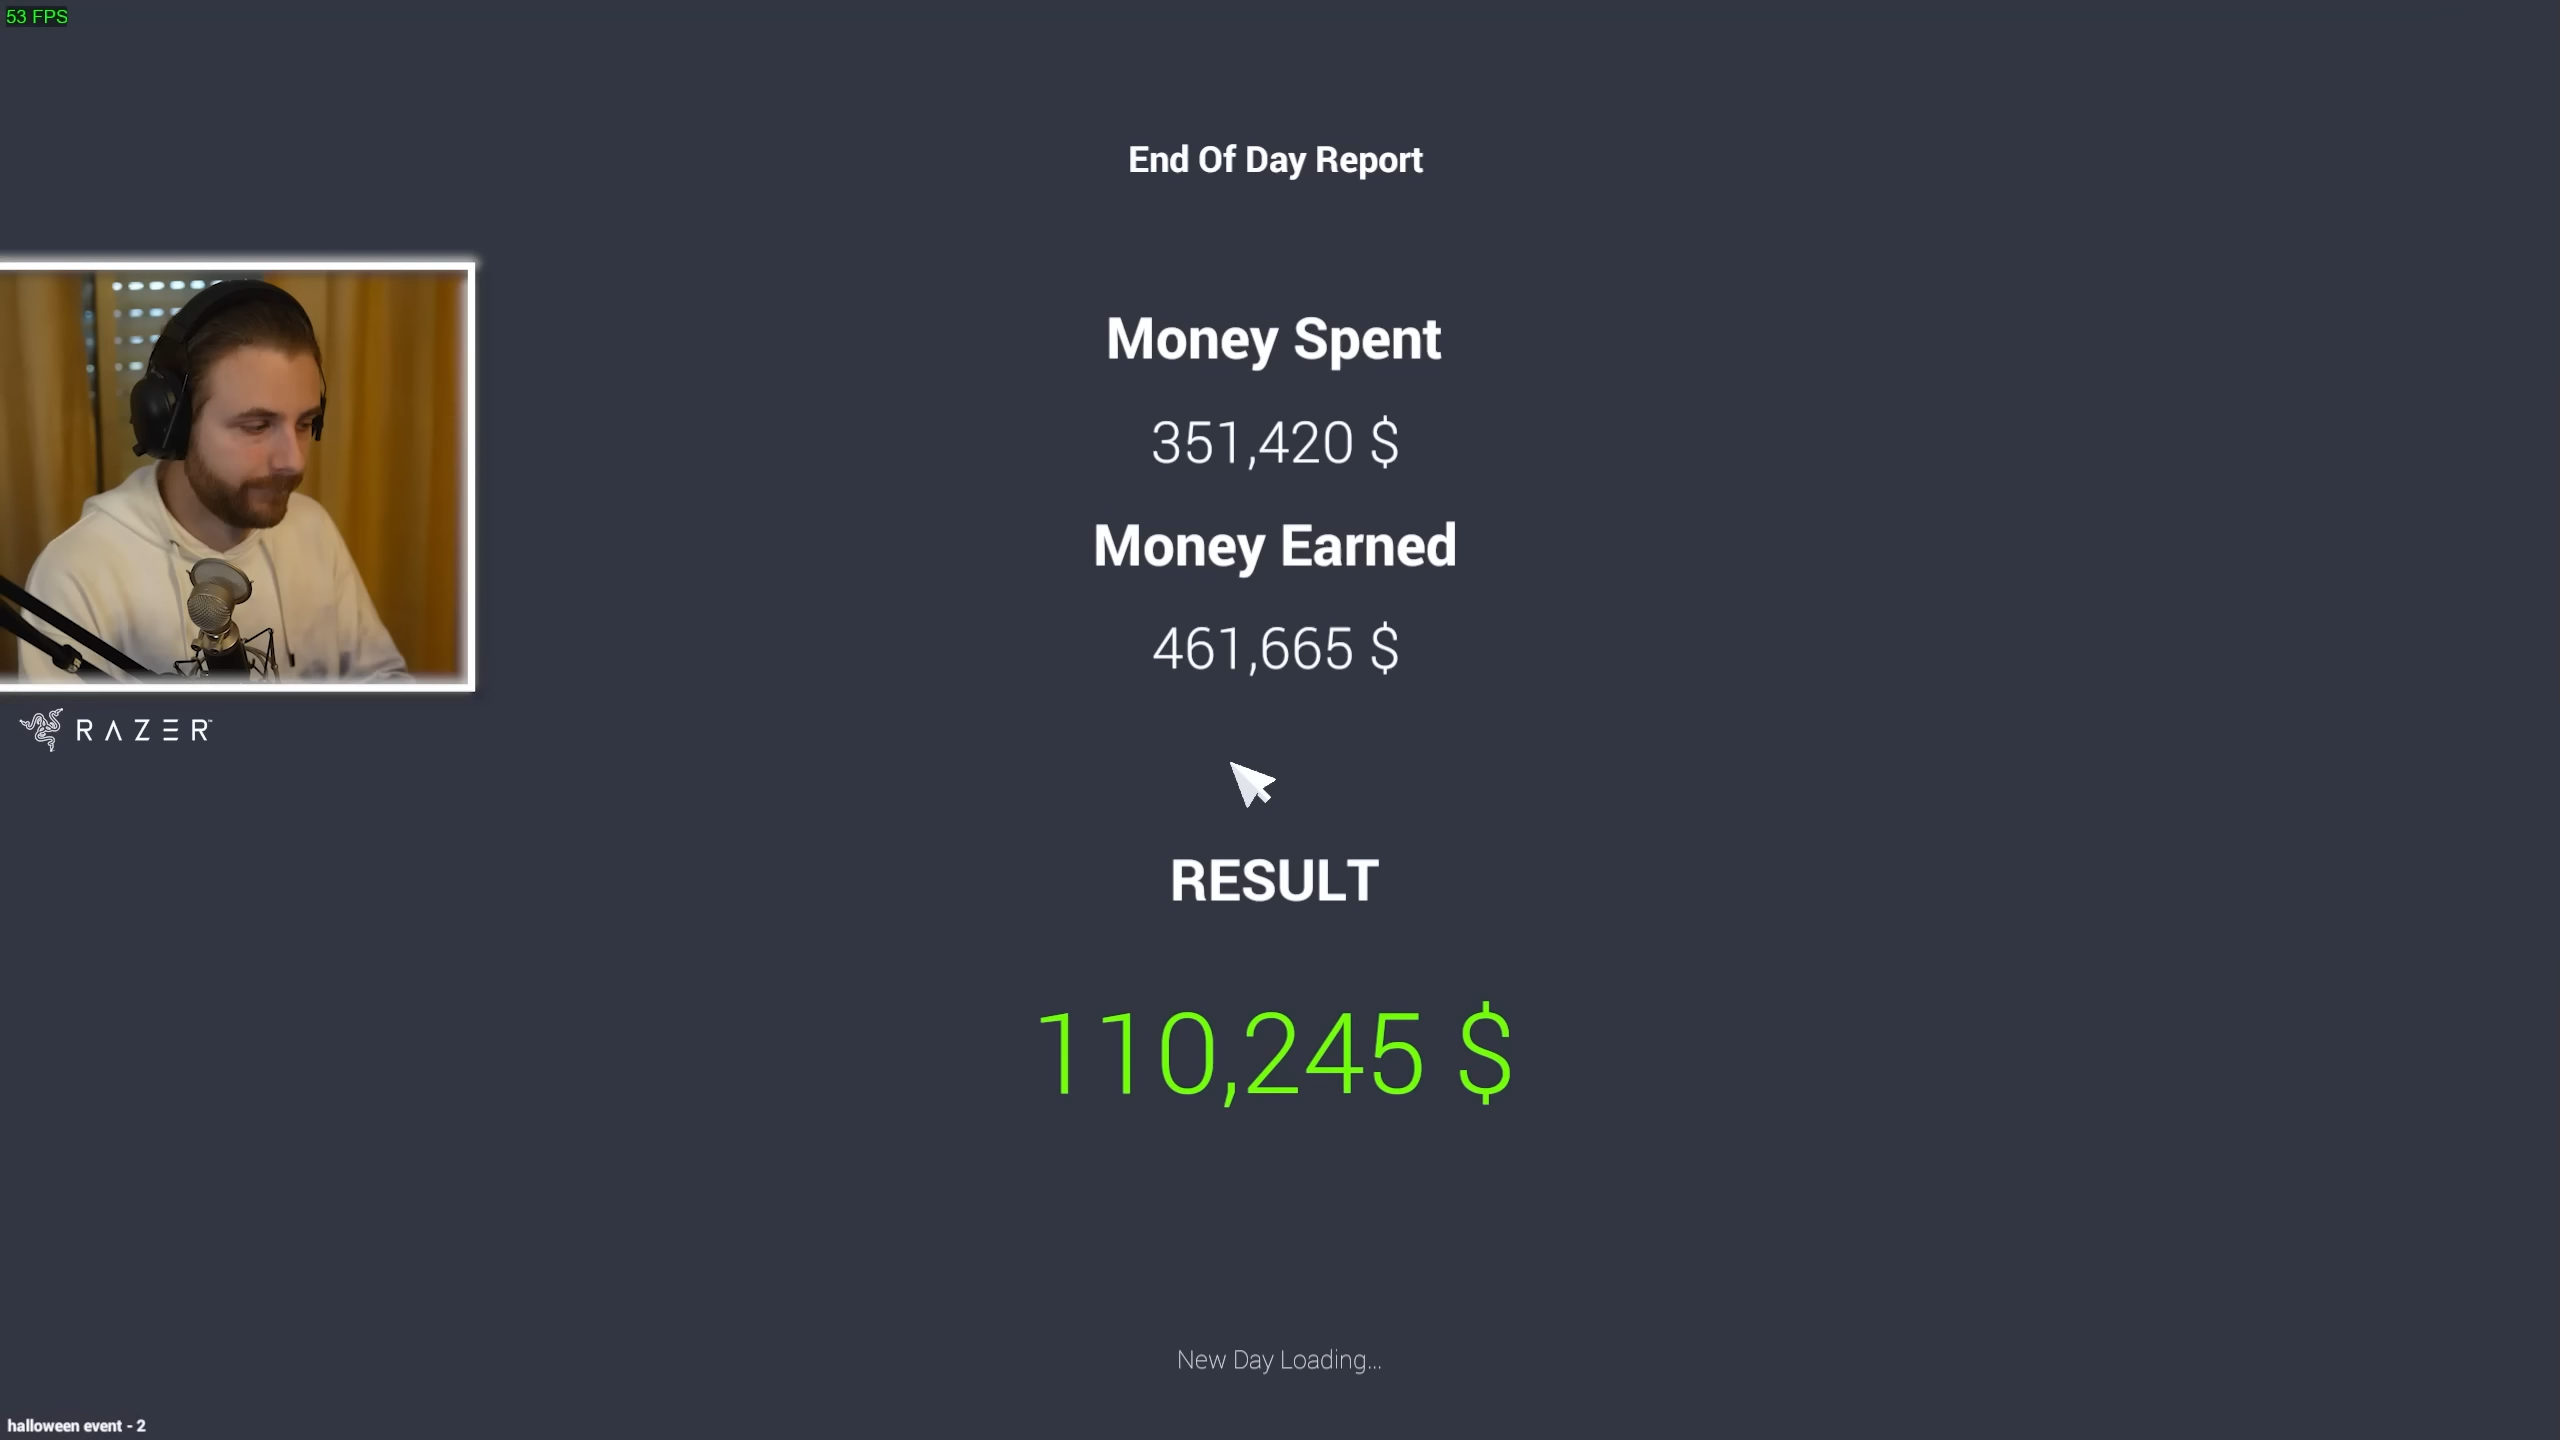 53 FPS
End Of Day Report
Money Spent
351,420 $
Money Earned
461,665 $
RAZER™
RESULT
110,245 $
New Day Loading...
halloween event - 2